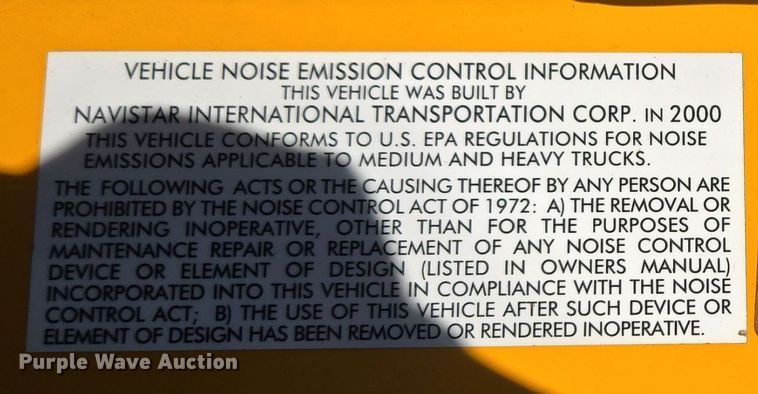 VEHICLE NOISE EMISSION CONTROL INFORMATION
THIS VEHICLE WAS BUILT BY
NAVISTAR INTERNATIONAL TRANSPORTATION CORP. IN 2000
THIS VEHICLE CONFORMS TO U.S. EPA REGULATIONS FOR NOISE
EMISSIONS APPLICABLE TO MEDIUM AND HEAVY TRUCKS.
THE FOLLOWING ACTS OR THE CAUSING THEREOF BY ANY PERSON ARE
PROHIBITED BY THE NOISE CONTROL ACT OF 1972: A) THE REMOVAL OR
RENDERING INOPERATIVE, OTHER THAN FOR THE PURPOSES OF
MAINTENANCE REPAIR OR REPLACEMENT OF ANY NOISE CONTROL
DEVICE OR ELEMENT OF DESIGN (LISTED IN OWNERS MANUAL)
INCORPORATED INTO THIS VEHICLE IN COMPLIANCE WITH THE NOISE
CONTROL ACT; B) THE USE OF THIS VEHICLE AFTER SUCH DEVICE OR
ELEMENT OF DESIGN HAS BEEN REMOVED OR RENDERED INOPERATIVE.
Purple Wave Auction